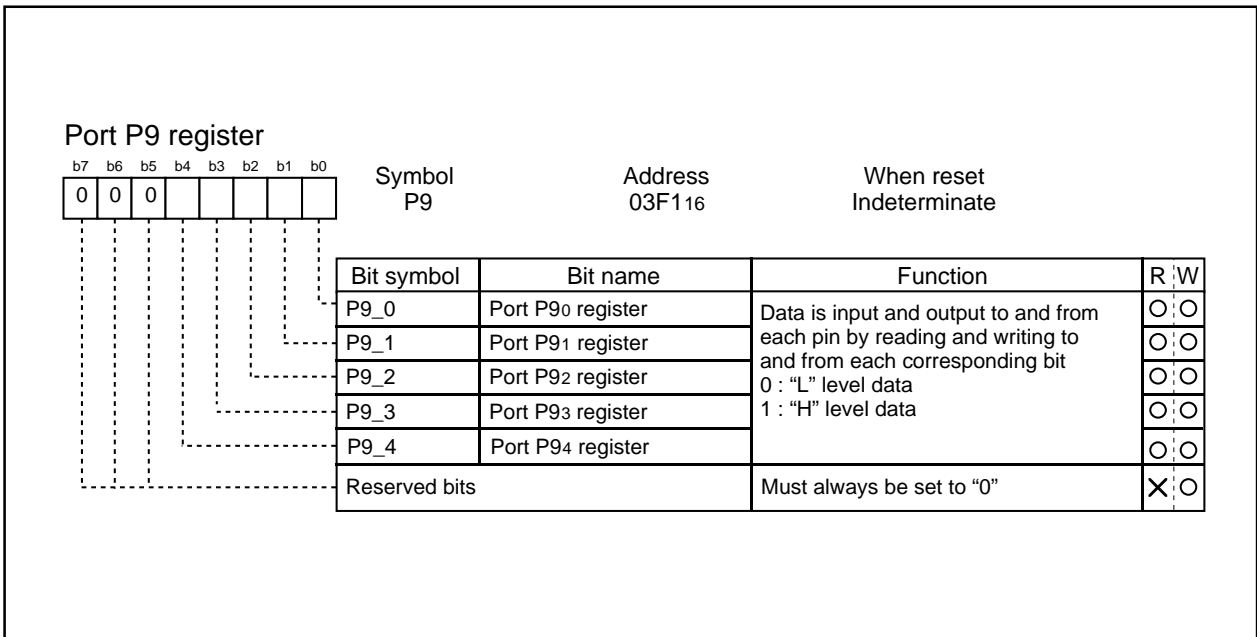 Port P9 register
b7 b6 b5 b4 b3 b2 b1 b0
0 0 0
Symbol Address When reset
P9 03F116 Indeterminate
Bit symbol Bit name Function R W
P9_0 Port P90 register
P9_1 Port P91 register
P9_2 Port P92 register
P9_3 Port P93 register
P9_4 Port P94 register
Data is input and output to and from
each pin by reading and writing to
and from each corresponding bit
0 : “L” level data
1 : “H” level data
Reserved bits Must always be set to “0”